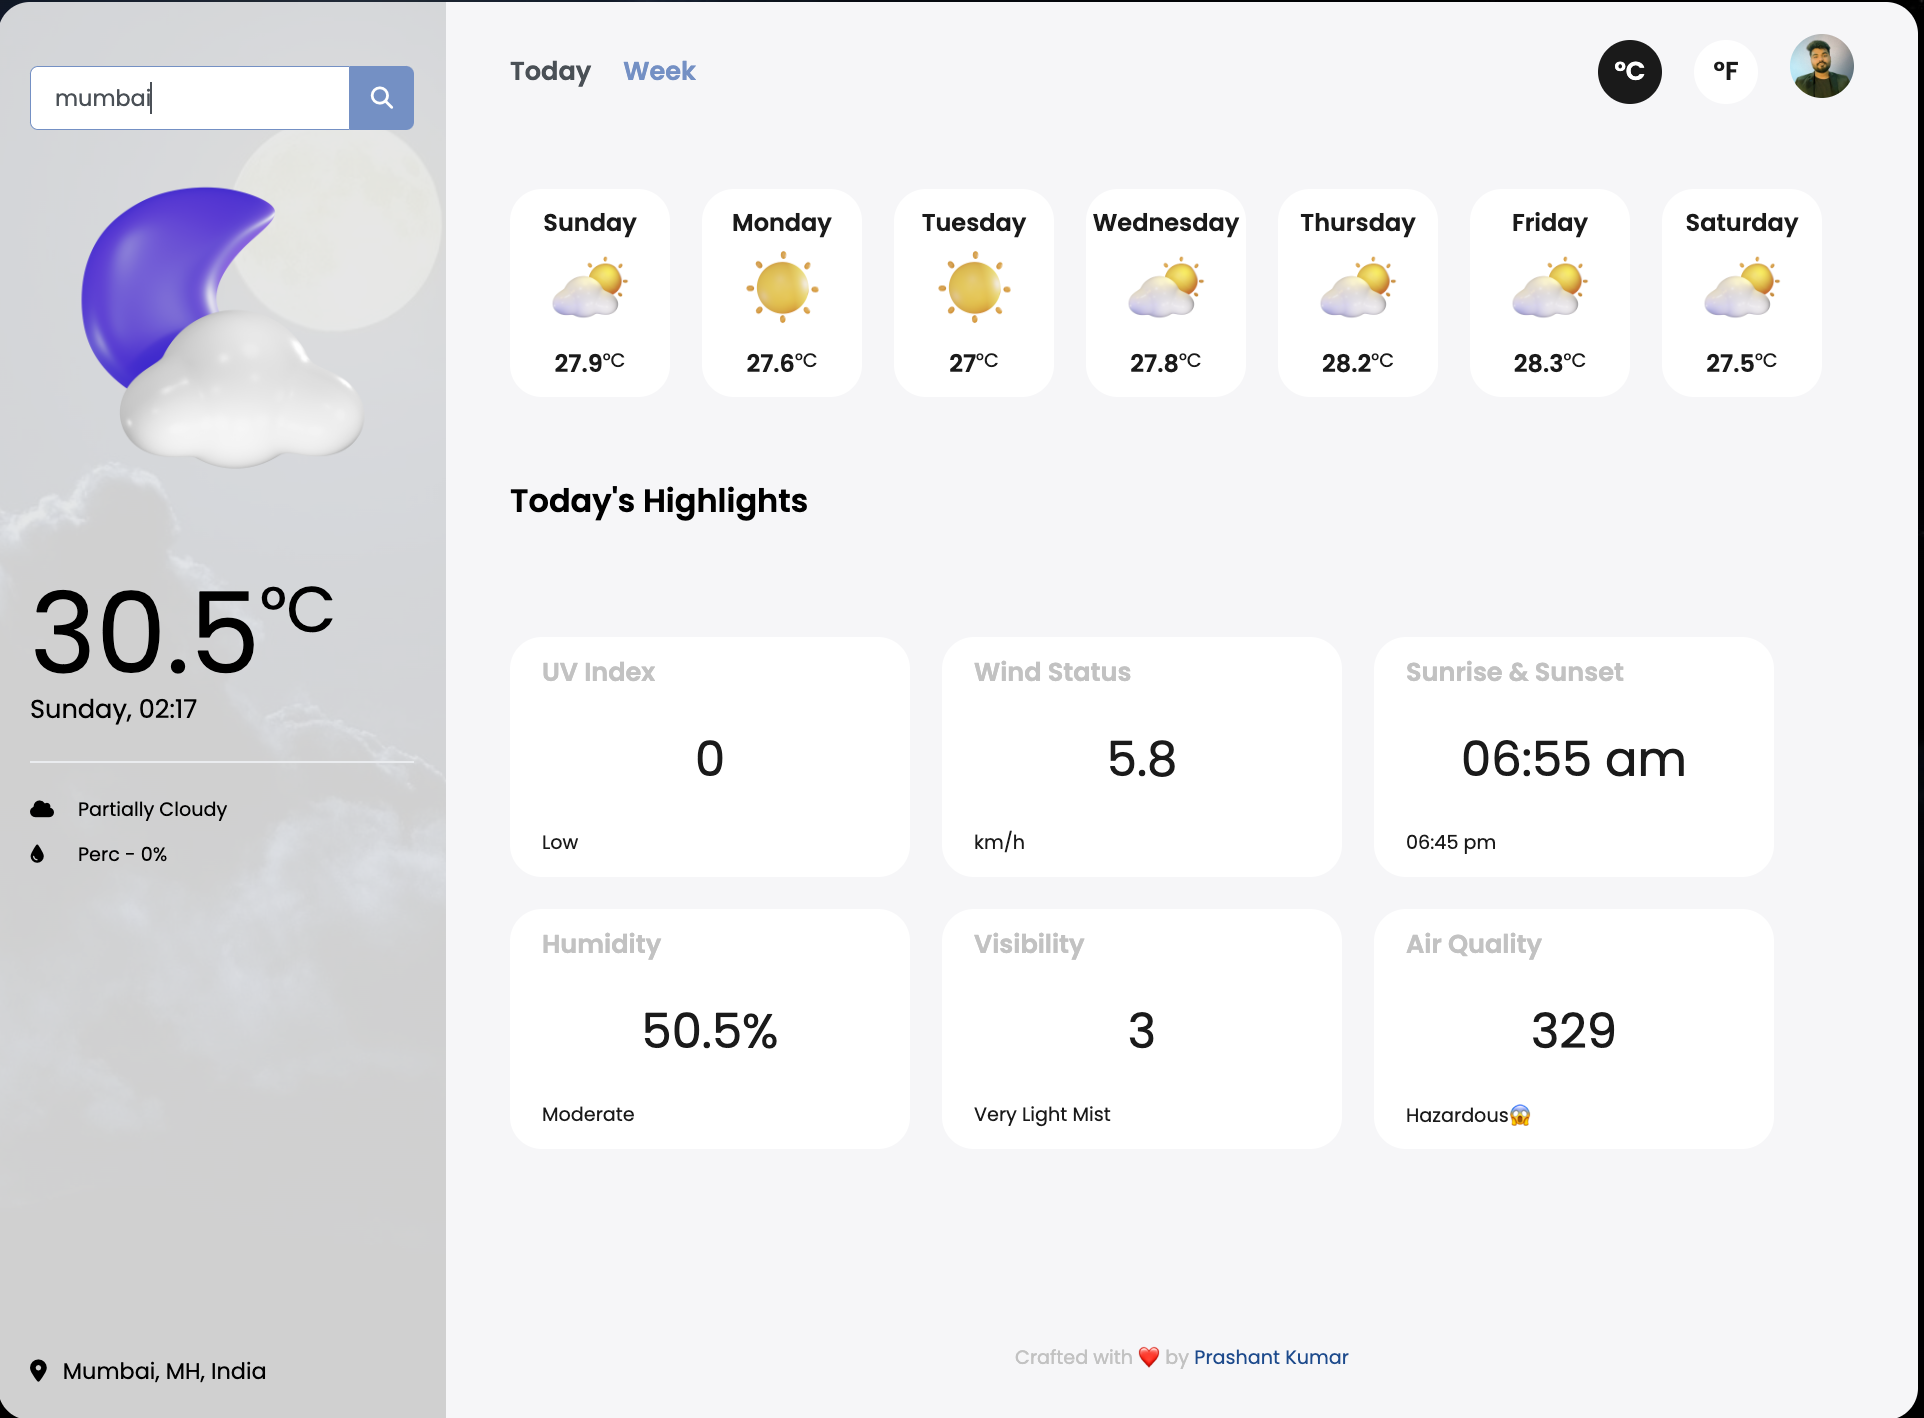 mumbai
30.5°C
Sunday, 02:17
Partially Cloudy
Perc - 0%
Mumbai, MH, India
Today Week
°C °F
Sunday Monday Tuesday Wednesday Thursday Friday Saturday
27.9°C 27.6°C 27°C 27.8°C 28.2°C 28.3°C 27.5°C
Today's Highlights
UV Index
0
Low
Wind Status
5.8
km/h
Sunrise & Sunset
06:55 am
06:45 pm
Humidity
50.5%
Moderate
Visibility
3
Very Light Mist
Air Quality
329
Hazardous😱
Crafted with ❤️ by Prashant Kumar